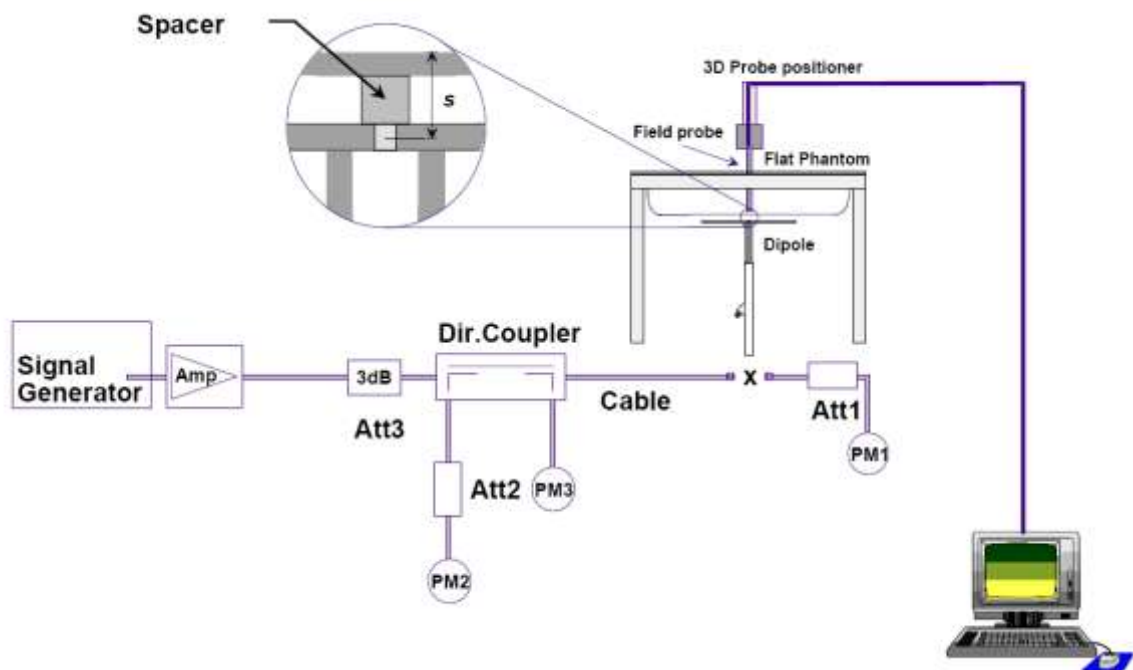 Spacer
s
3D Probe positioner
Field probe
Flat Phantom
Dipole
Signal
Generator
Amp
3dB
Att3
Dir.Coupler
Cable
x
Att1
PM1
Att2
PM3
PM2